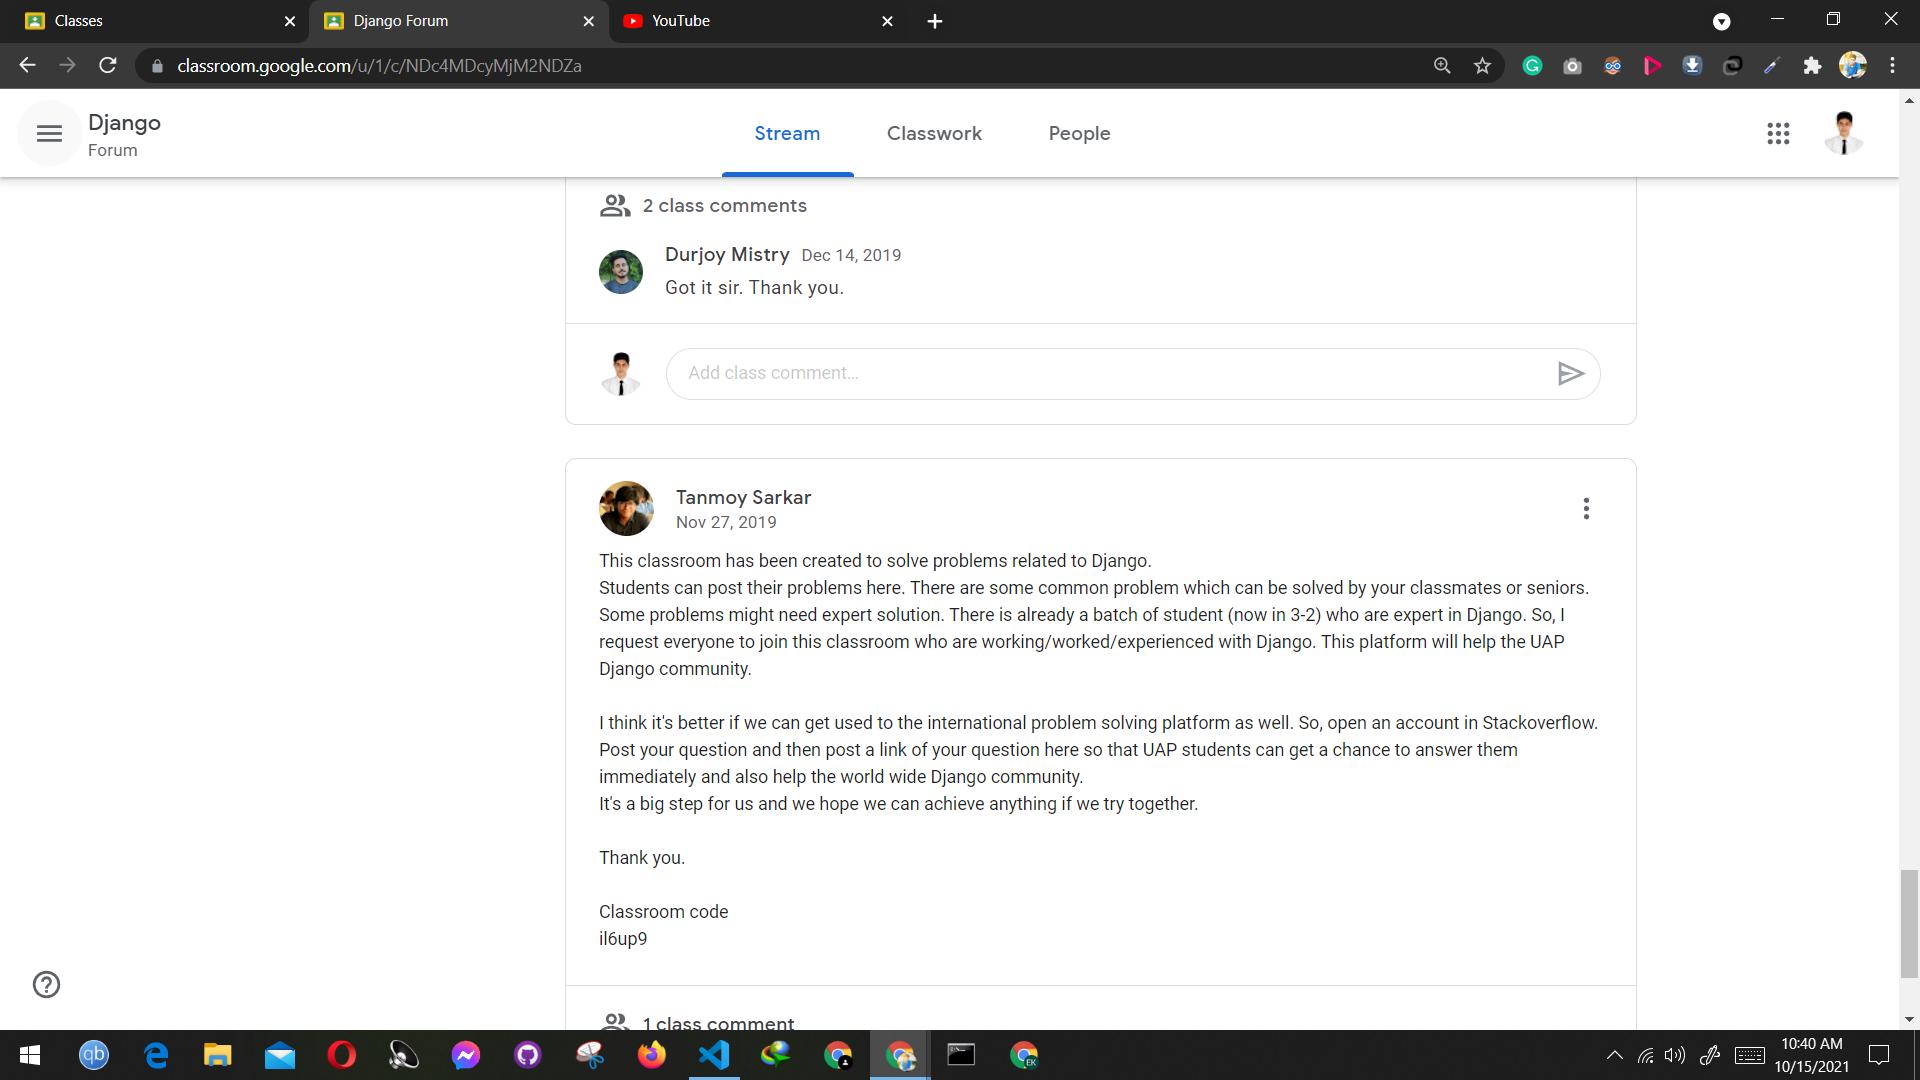 Classes
Django Forum
YouTube
classroom.google.com/u/1/c/NDc4MDcyMjM2NDZa
Django
Forum
Stream
Classwork
People
2 class comments
Durjoy Mistry Dec 14, 2019
Got it sir. Thank you.
Add class comment...
Tanmoy Sarkar
Nov 27, 2019
This classroom has been created to solve problems related to Django.
Students can post their problems here. There are some common problem which can be solved by your classmates or seniors.
Some problems might need expert solution. There is already a batch of student (now in 3-2) who are expert in Django. So, I
request everyone to join this classroom who are working/worked/experienced with Django. This platform will help the UAP
Django community.
I think it's better if we can get used to the international problem solving platform as well. So, open an account in Stackoverflow.
Post your question and then post a link of your question here so that UAP students can get a chance to answer them
immediately and also help the world wide Django community.
It's a big step for us and we hope we can achieve anything if we try together.
Thank you.
Classroom code
il6up9
1 class comment
qb
EK
10:40 AM
10/15/2021